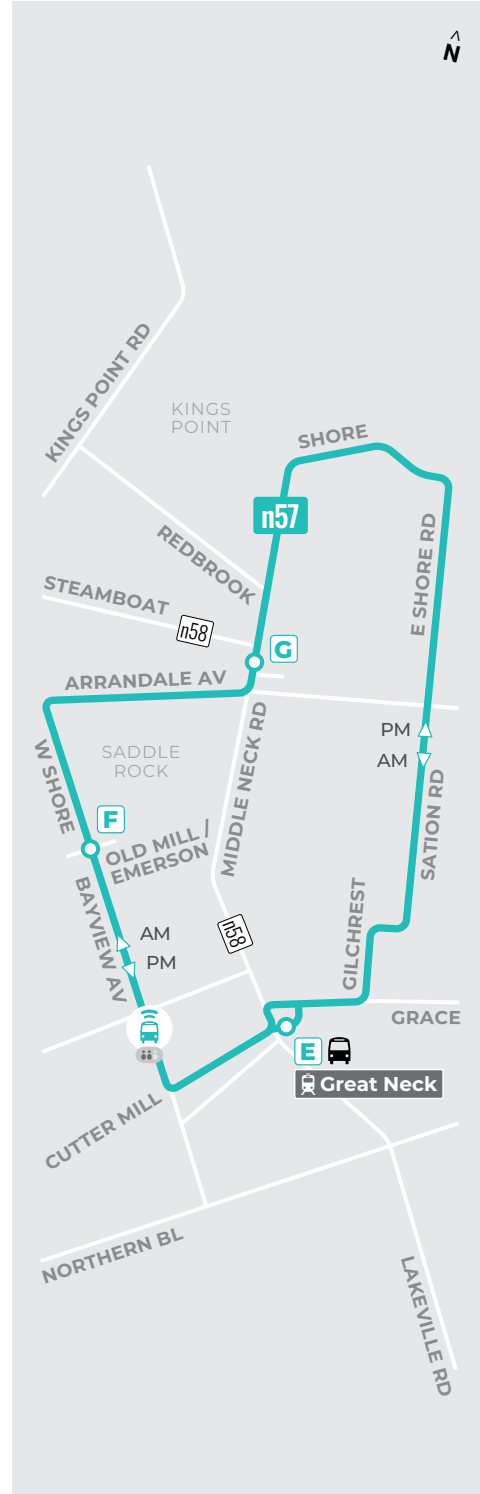 ^
N
KINGS POINT RD
KINGS
POINT
SHORE
n57
REDBROOK
E SHORE RD
STEAMBOAT
n58
G
ARRANDALE AV
W SHORE
SADDLE
ROCK
MIDDLE NECK RD
PM
AM
SATION RD
F
OLD MILL /
EMERSON
BAYVIEW AV
AM
PM
n58
GILCHREST
GRACE
E
Great Neck
CUTTER MILL
NORTHERN BL
LAKEVILLE RD